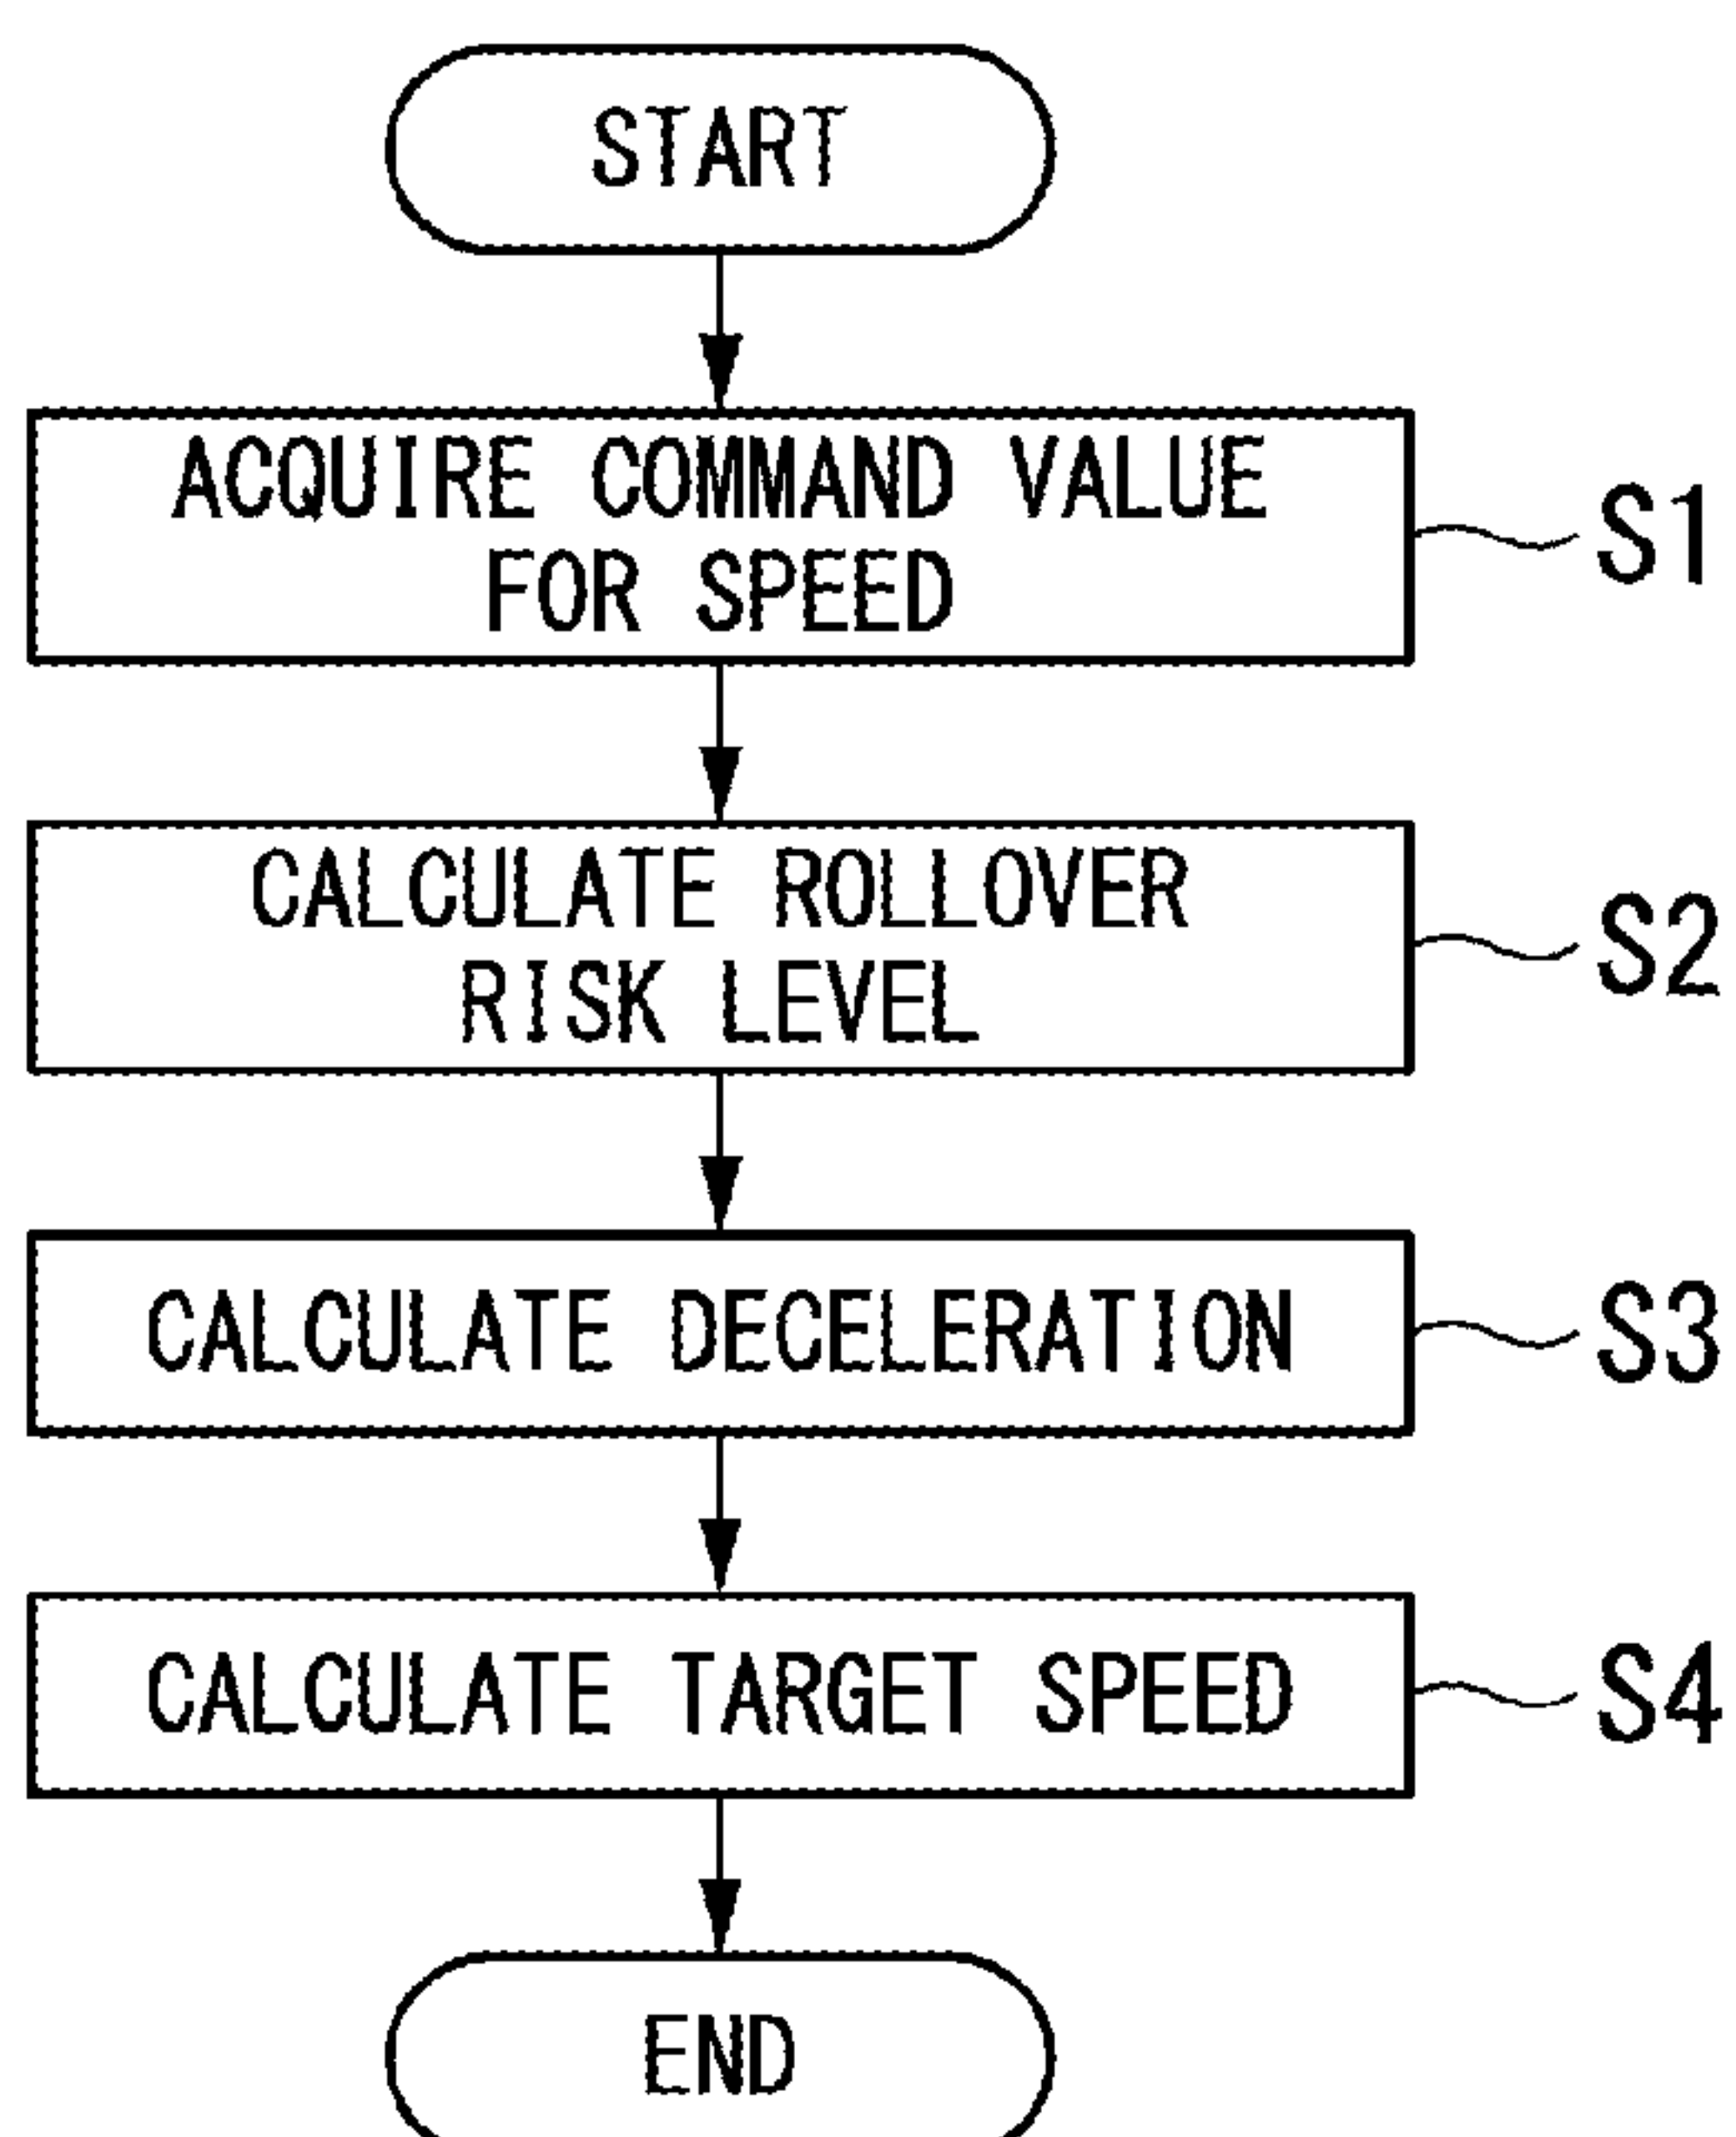 START
ACQUIRE COMMAND VALUE
FOR SPEED
S1
CALCULATE ROLLOVER
RISK LEVEL
S2
CALCULATE DECELERATION
S3
CALCULATE TARGET SPEED
S4
END